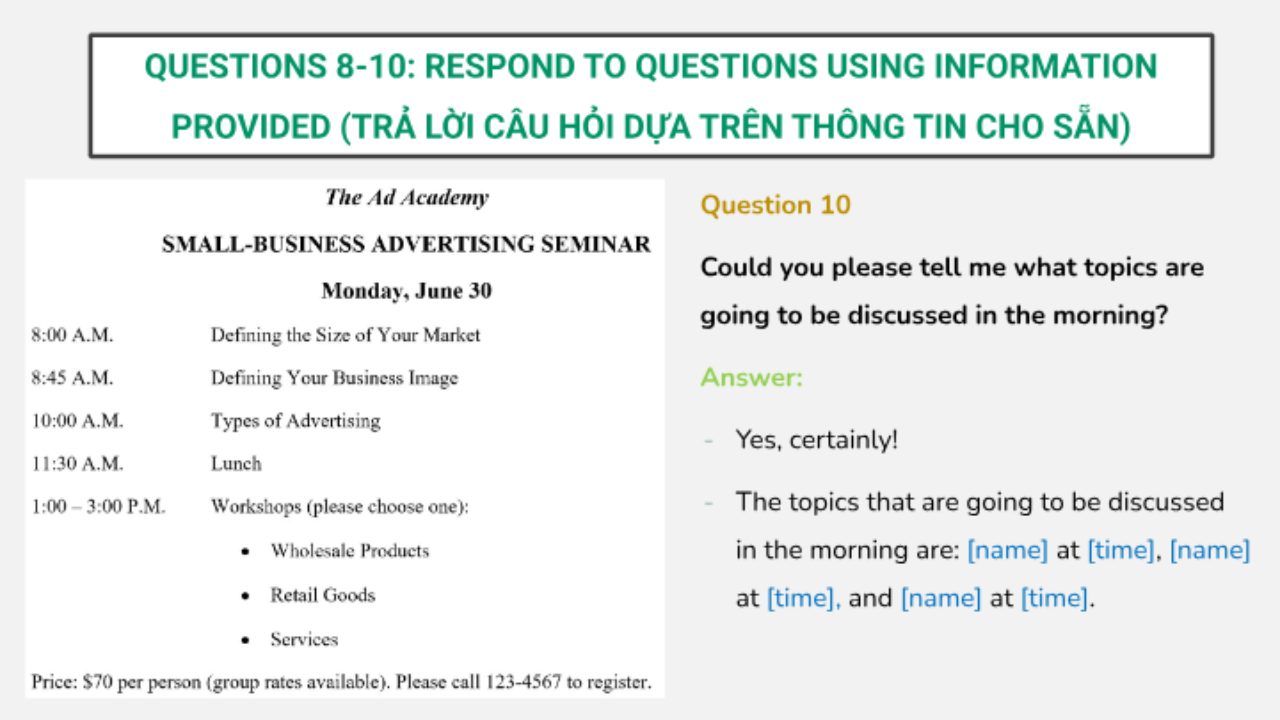 QUESTIONS 8-10: RESPOND TO QUESTIONS USING INFORMATION
PROVIDED (TRẢ LỜI CÂU HỎI DỰA TRÊN THÔNG TIN CHO SẴN)
The Ad Academy
SMALL-BUSINESS ADVERTISING SEMINAR
Monday, June 30
8:00 A.M. Defining the Size of Your Market
8:45 A.M. Defining Your Business Image
10:00 A.M. Types of Advertising
11:30 A.M. Lunch
1:00 – 3:00 P.M. Workshops (please choose one):
• Wholesale Products
• Retail Goods
• Services
Price: $70 per person (group rates available). Please call 123-4567 to register.
Question 10
Could you please tell me what topics are
going to be discussed in the morning?
Answer:
- Yes, certainly!
- The topics that are going to be discussed
in the morning are: [name] at [time], [name]
at [time], and [name] at [time].